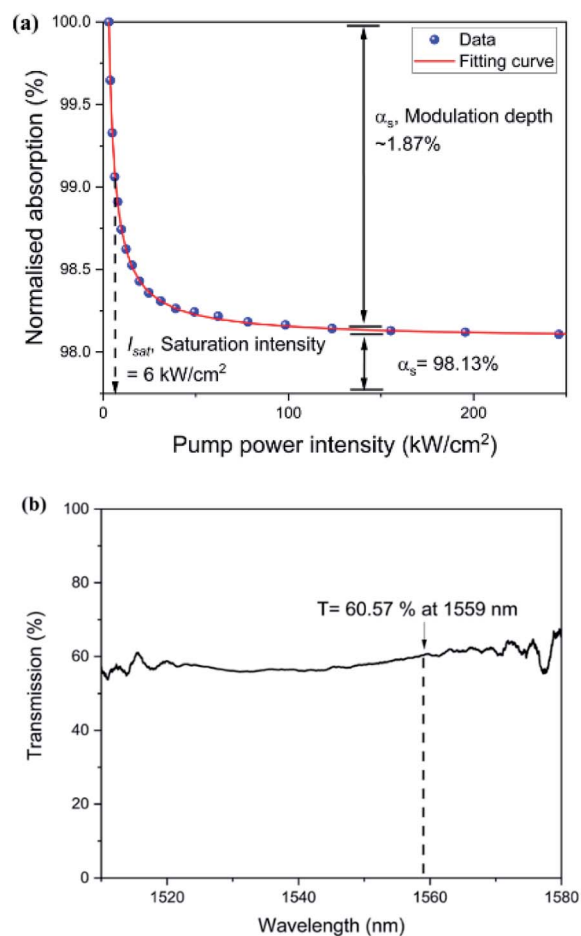 (a)
100.0
99.5
99.0
98.5
98.0
Normalised absorption (%)
Data
Fitting curve
αs, Modulation depth
~1.87%
Isat, Saturation intensity
= 6 kW/cm²
αs= 98.13%
0
100
200
Pump power intensity (kW/cm²)
(b)
100
80
60
40
20
0
Transmission (%)
T= 60.57 % at 1559 nm
1520
1540
1560
1580
Wavelength (nm)